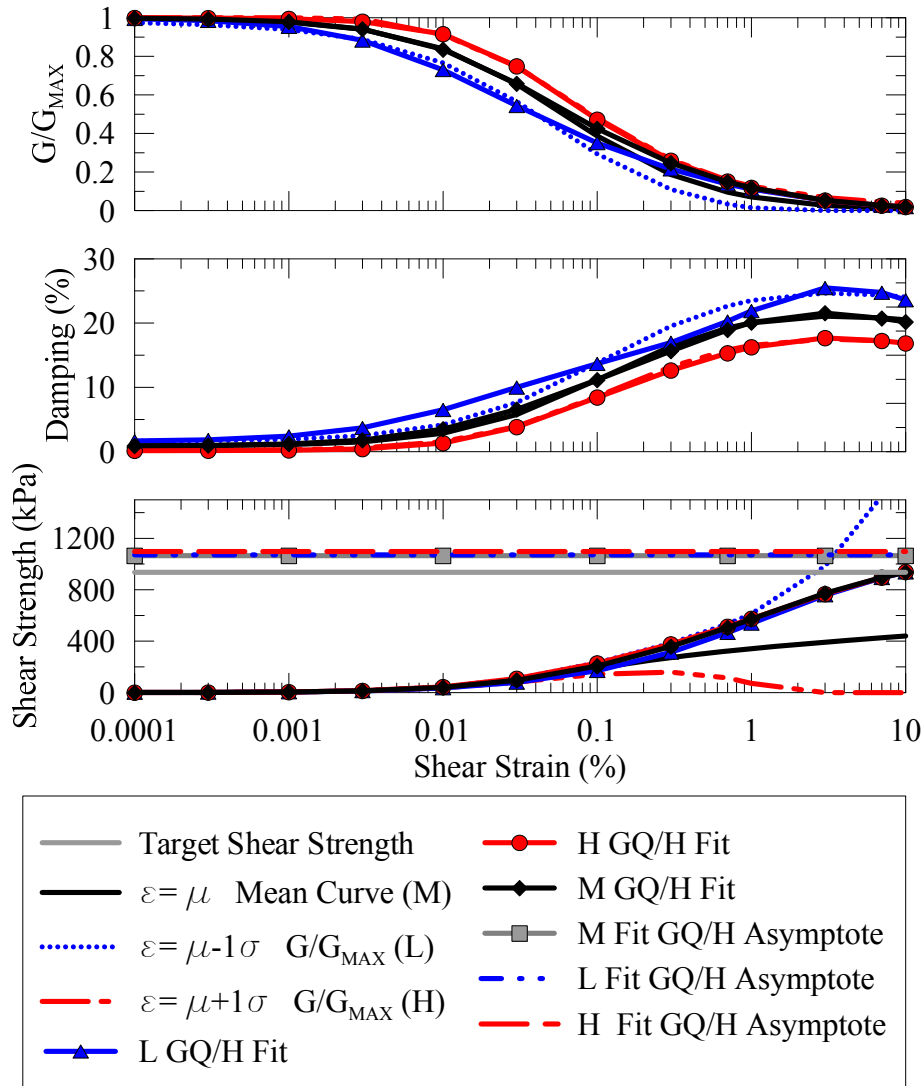 1
0.8
0.6
0.4
0.2
0
G/GMAX
30
20
10
0
Damping (%)
1200
800
400
0
Shear Strength (kPa)
0.0001 0.001 0.01 0.1 1 10
Shear Strain (%)
Target Shear Strength
ε= μ Mean Curve (M)
ε= μ-1σ G/GMAX (L)
ε= μ+1σ G/GMAX (H)
L GQ/H Fit
H GQ/H Fit
M GQ/H Fit
M Fit GQ/H Asymptote
L Fit GQ/H Asymptote
H Fit GQ/H Asymptote